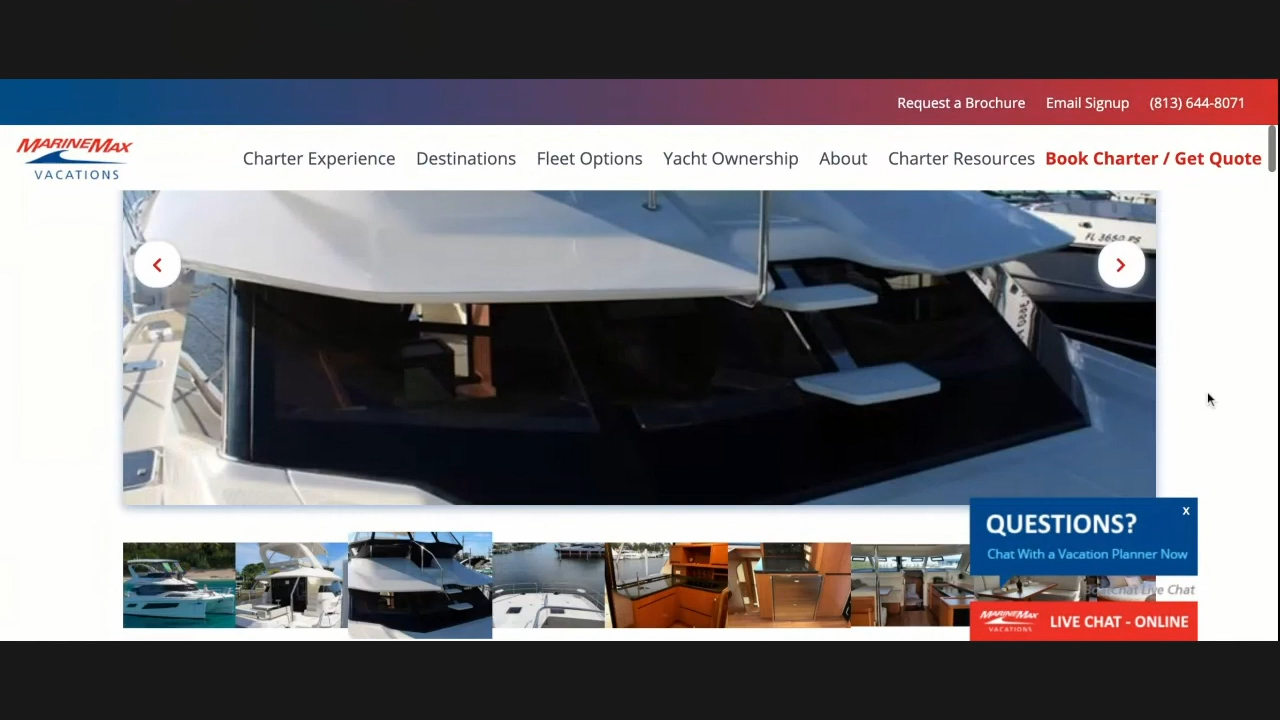 Request a Brochure Email Signup (813) 644-8071
MARINEMAX
VACATIONS
Charter Experience Destinations Fleet Options Yacht Ownership About Charter Resources Book Charter / Get Quote
FL 3650 PS
QUESTIONS?
X
Chat With a Vacation Planner Now
Chat Live Chat
MARINEMAX
VACATIONS
LIVE CHAT - ONLINE